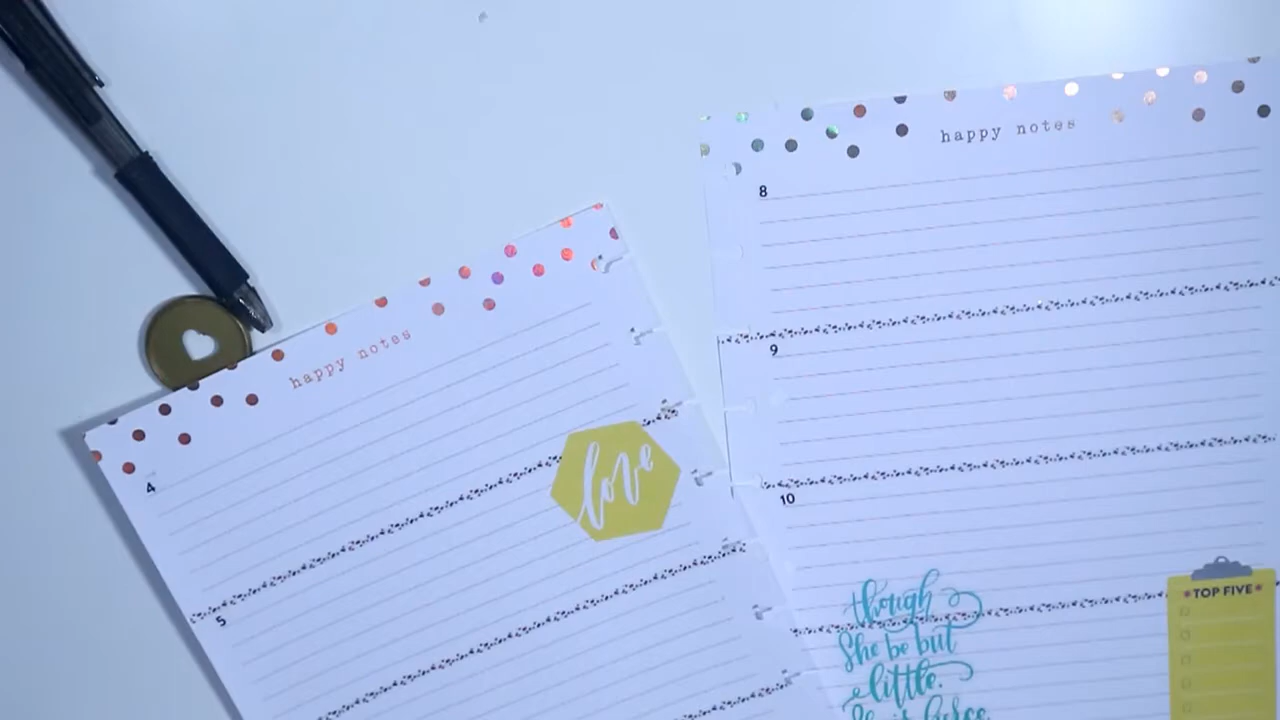 happy notes
4
love
5
happy notes
8
9
10
though
She be but
little.
TOP FIVE